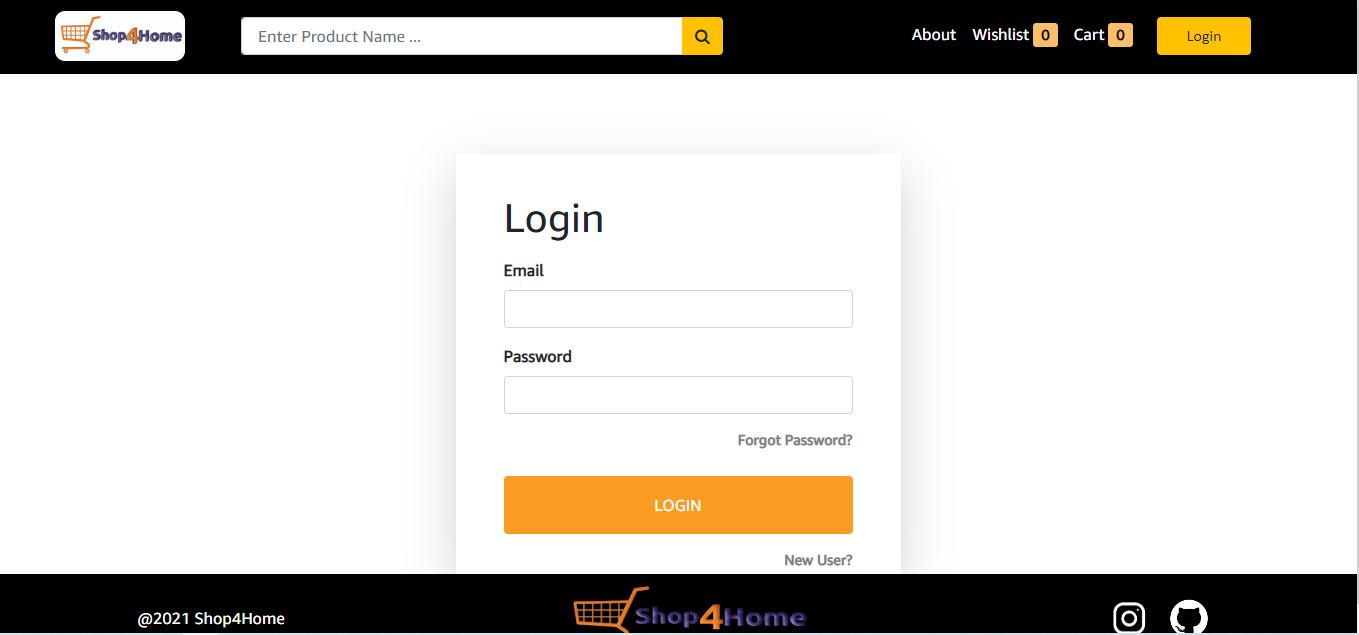 Shop4Home
Enter Product Name ...
About Wishlist 0 Cart 0 Login
Login
Email
Password
Forgot Password?
LOGIN
New User?
@2021 Shop4Home
Shop4Home